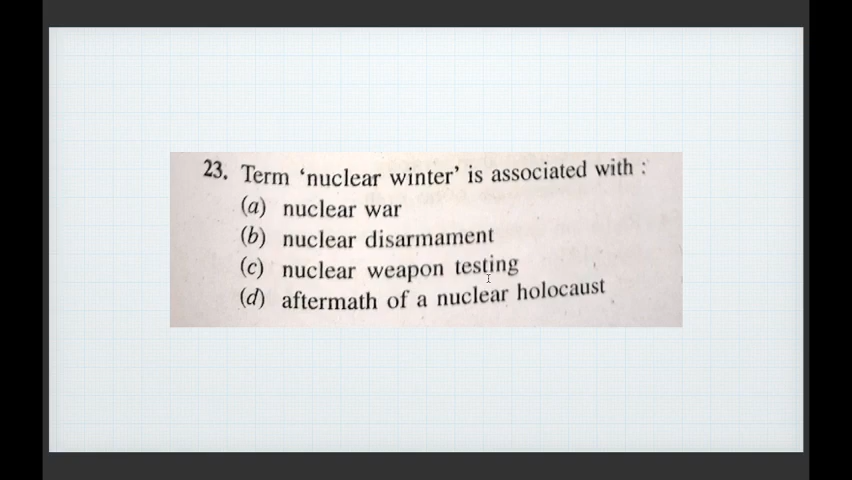 23. Term ‘nuclear winter’ is associated with :
(a) nuclear war
(b) nuclear disarmament
(c) nuclear weapon testing
(d) aftermath of a nuclear holocaust